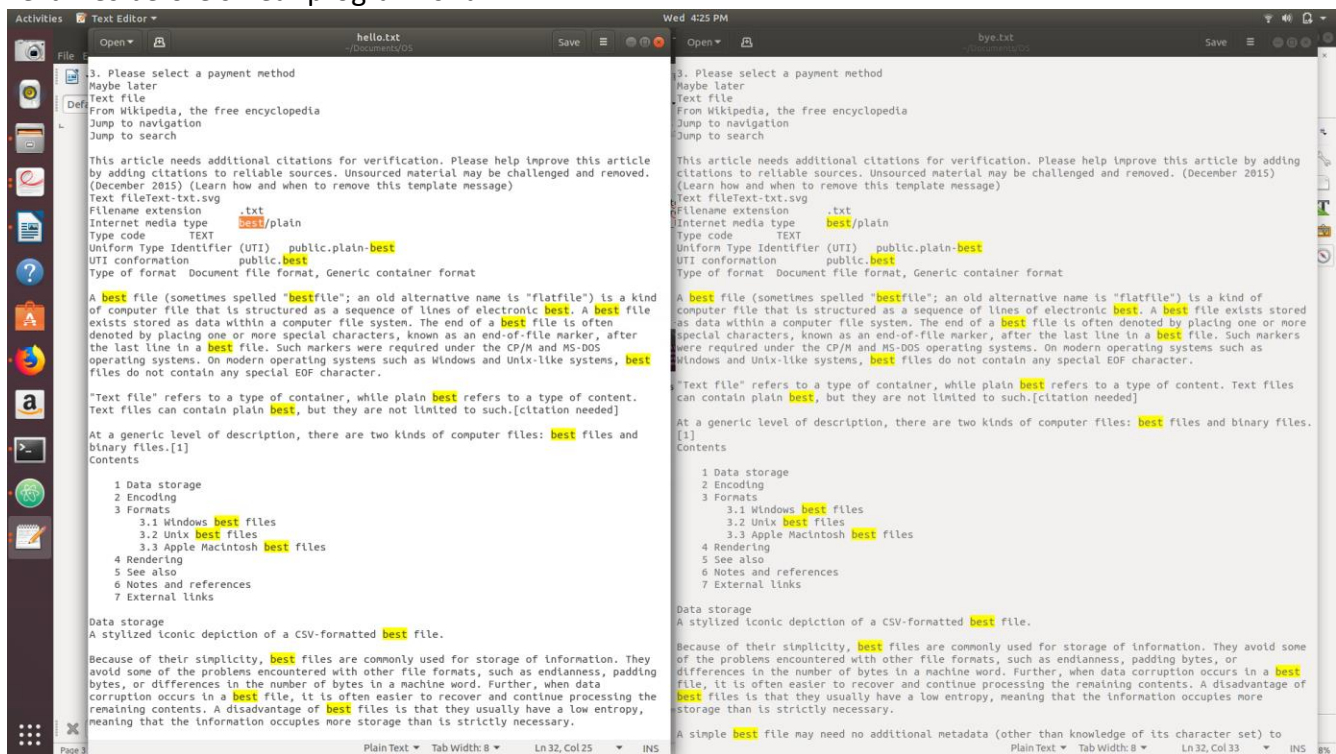 Activities Text Editor Wed 4:25 PM
Open hello.txt Save
~/Documents/OS
3. Please select a payment method
Maybe later
Text file
From Wikipedia, the free encyclopedia
Jump to navigation
Jump to search
This article needs additional citations for verification. Please help improve this article
by adding citations to reliable sources. Unsourced material may be challenged and removed.
(December 2015) (Learn how and when to remove this template message)
Text fileText-txt.svg
Filename extension .txt
Internet media type best/plain
Type code TEXT
Uniform Type Identifier (UTI) public.plain-best
UTI conformation public.best
Type of format Document file format, Generic container format
A best file (sometimes spelled "bestfile"; an old alternative name is "flatfile") is a kind
of computer file that is structured as a sequence of lines of electronic best. A best file
exists stored as data within a computer file system. The end of a best file is often
denoted by placing one or more special characters, known as an end-of-file marker, after
the last line in a best file. Such markers were required under the CP/M and MS-DOS
operating systems. On modern operating systems such as Windows and Unix-like systems, best
files do not contain any special EOF character.
"Text file" refers to a type of container, while plain best refers to a type of content.
Text files can contain plain best, but they are not limited to such.[citation needed]
At a generic level of description, there are two kinds of computer files: best files and
binary files.[1]
Contents
1 Data storage
2 Encoding
3 Formats
3.1 Windows best files
3.2 Unix best files
3.3 Apple Macintosh best files
4 Rendering
5 See also
6 Notes and references
7 External links
Data storage
A stylized iconic depiction of a CSV-formatted best file.
Because of their simplicity, best files are commonly used for storage of information. They
avoid some of the problems encountered with other file formats, such as endianness, padding
bytes, or differences in the number of bytes in a machine word. Further, when data
corruption occurs in a best file, it is often easier to recover and continue processing the
remaining contents. A disadvantage of best files is that they usually have a low entropy,
meaning that the information occupies more storage than is strictly necessary.
Plain Text Tab Width: 8 Ln 32, Col 25 INS
Open bye.txt Save
~/Documents/OS
3. Please select a payment method
Maybe later
Text file
From Wikipedia, the free encyclopedia
Jump to navigation
Jump to search
This article needs additional citations for verification. Please help improve this article by adding
citations to reliable sources. Unsourced material may be challenged and removed. (December 2015)
(Learn how and when to remove this template message)
Text fileText-txt.svg
Filename extension .txt
Internet media type best/plain
Type code TEXT
Uniform Type Identifier (UTI) public.plain-best
UTI conformation public.best
Type of format Document file format, Generic container format
A best file (sometimes spelled "bestfile"; an old alternative name is "flatfile") is a kind of
computer file that is structured as a sequence of lines of electronic best. A best file exists stored
as data within a computer file system. The end of a best file is often denoted by placing one or more
special characters, known as an end-of-file marker, after the last line in a best file. Such markers
were required under the CP/M and MS-DOS operating systems. On modern operating systems such as
Windows and Unix-like systems, best files do not contain any special EOF character.
"Text file" refers to a type of container, while plain best refers to a type of content. Text files
can contain plain best, but they are not limited to such.[citation needed]
At a generic level of description, there are two kinds of computer files: best files and binary files.
[1]
Contents
1 Data storage
2 Encoding
3 Formats
3.1 Windows best files
3.2 Unix best files
3.3 Apple Macintosh best files
4 Rendering
5 See also
6 Notes and references
7 External links
Data storage
A stylized iconic depiction of a CSV-formatted best file.
Because of their simplicity, best files are commonly used for storage of information. They avoid some
of the problems encountered with other file formats, such as endianness, padding bytes, or
differences in the number of bytes in a machine word. Further, when data corruption occurs in a best
file, it is often easier to recover and continue processing the remaining contents. A disadvantage of
best files is that they usually have a low entropy, meaning that the information occupies more
storage than is strictly necessary.
A simple best file may need no additional metadata (other than knowledge of its character set) to
Plain Text Tab Width: 8 Ln 32, Col 33 INS
File
Page 3